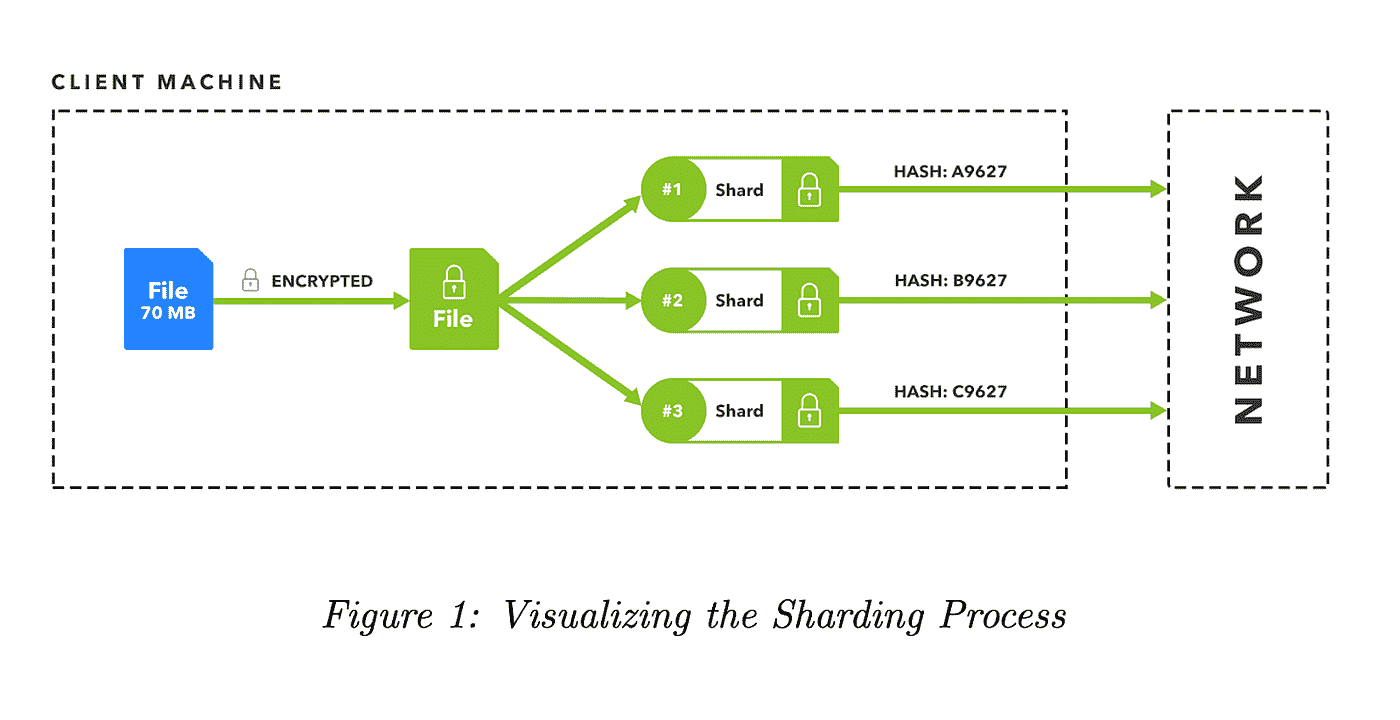 CLIENT MACHINE
File
70 MB
ENCRYPTED
File
#1 Shard
HASH: A9627
#2 Shard
HASH: B9627
#3 Shard
HASH: C9627
NETWORK
Figure 1: Visualizing the Sharding Process